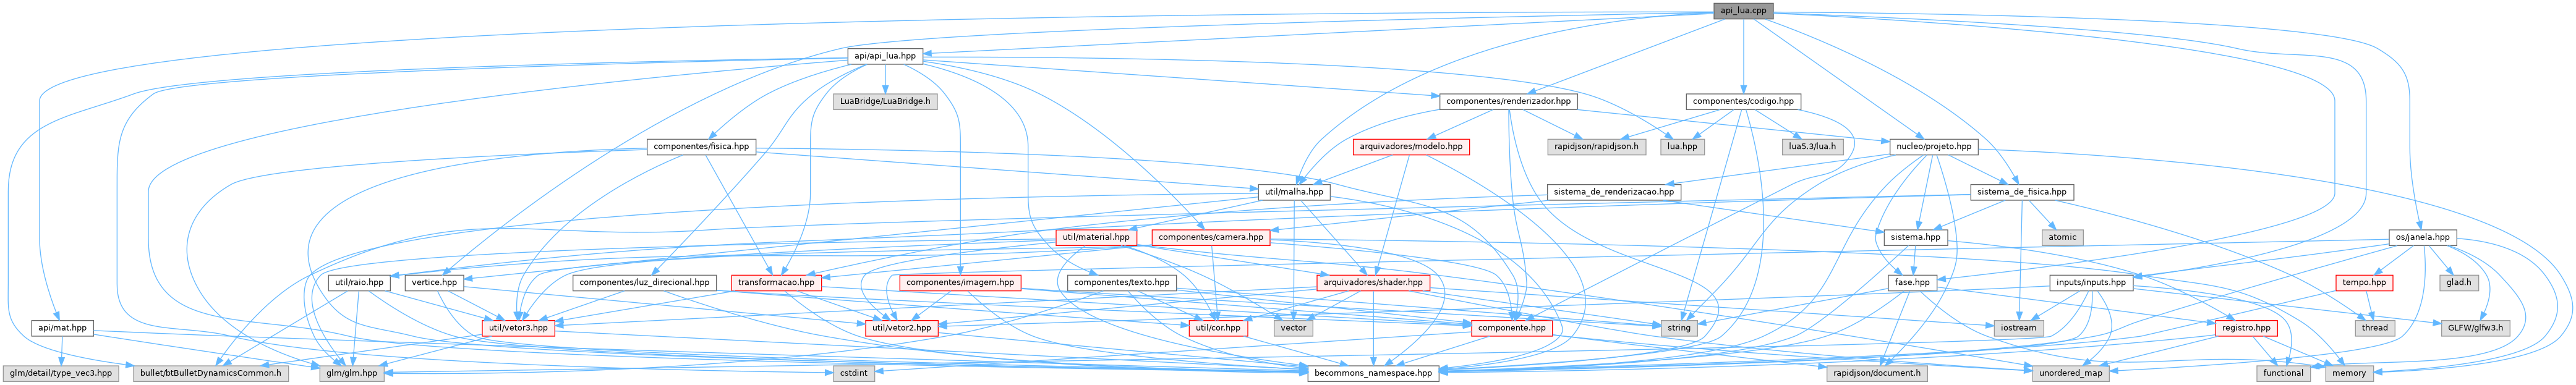 api_lua.cpp
api/api_lua.hpp
LuaBridge/LuaBridge.h
componentes/renderizador.hpp
componentes/codigo.hpp
componentes/fisica.hpp
arquivadores/modelo.hpp
rapidjson/rapidjson.h
lua.hpp
lua5.3/lua.h
nucleo/projeto.hpp
util/malha.hpp
sistema_de_renderizacao.hpp
sistema_de_fisica.hpp
util/material.hpp
componentes/camera.hpp
sistema.hpp
atomic
os/janela.hpp
util/raio.hpp
vertice.hpp
componentes/luz_direcional.hpp
transformacao.hpp
componentes/imagem.hpp
componentes/texto.hpp
arquivadores/shader.hpp
fase.hpp
inputs/inputs.hpp
tempo.hpp
glad.h
api/mat.hpp
util/vetor3.hpp
util/vetor2.hpp
util/cor.hpp
vector
componente.hpp
string
iostream
registro.hpp
thread
GLFW/glfw3.h
glm/detail/type_vec3.hpp
bullet/btBulletDynamicsCommon.h
glm/glm.hpp
becommons_namespace.hpp
cstdint
rapidjson/document.h
unordered_map
functional
memory